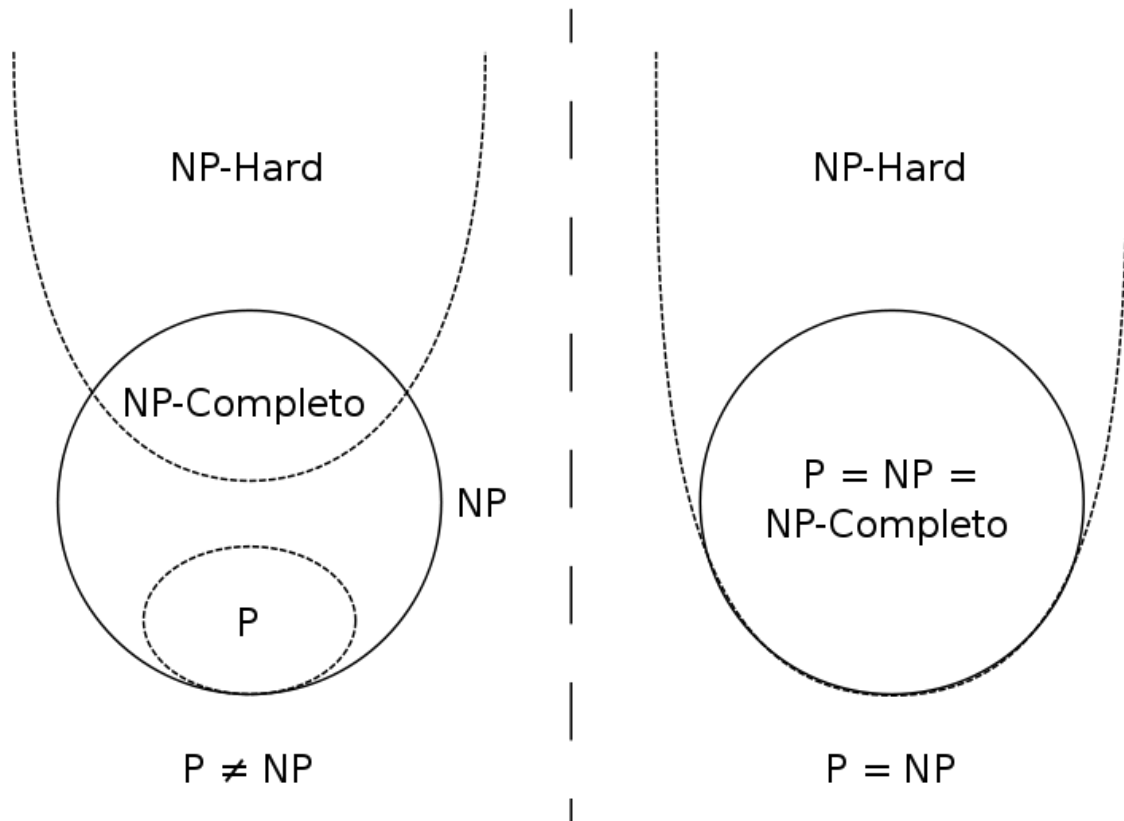 NP-Hard
NP-Completo
NP
P
P ≠ NP
NP-Hard
P = NP =
NP-Completo
P = NP